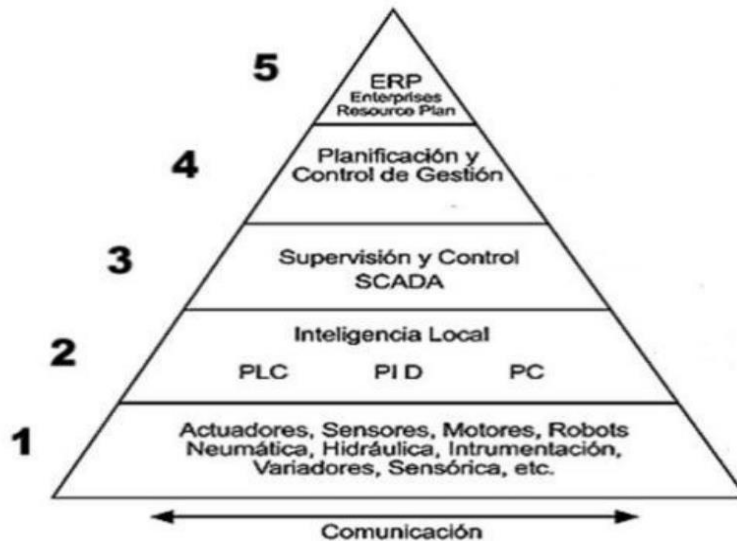 5
ERP
Enterprises
Resource Plan
4
Planificación y
Control de Gestión
3
Supervisión y Control
SCADA
2
Inteligencia Local
PLC PID PC
1
Actuadores, Sensores, Motores, Robots
Neumática, Hidráulica, Intrumentación,
Variadores, Sensórica, etc.
Comunicación